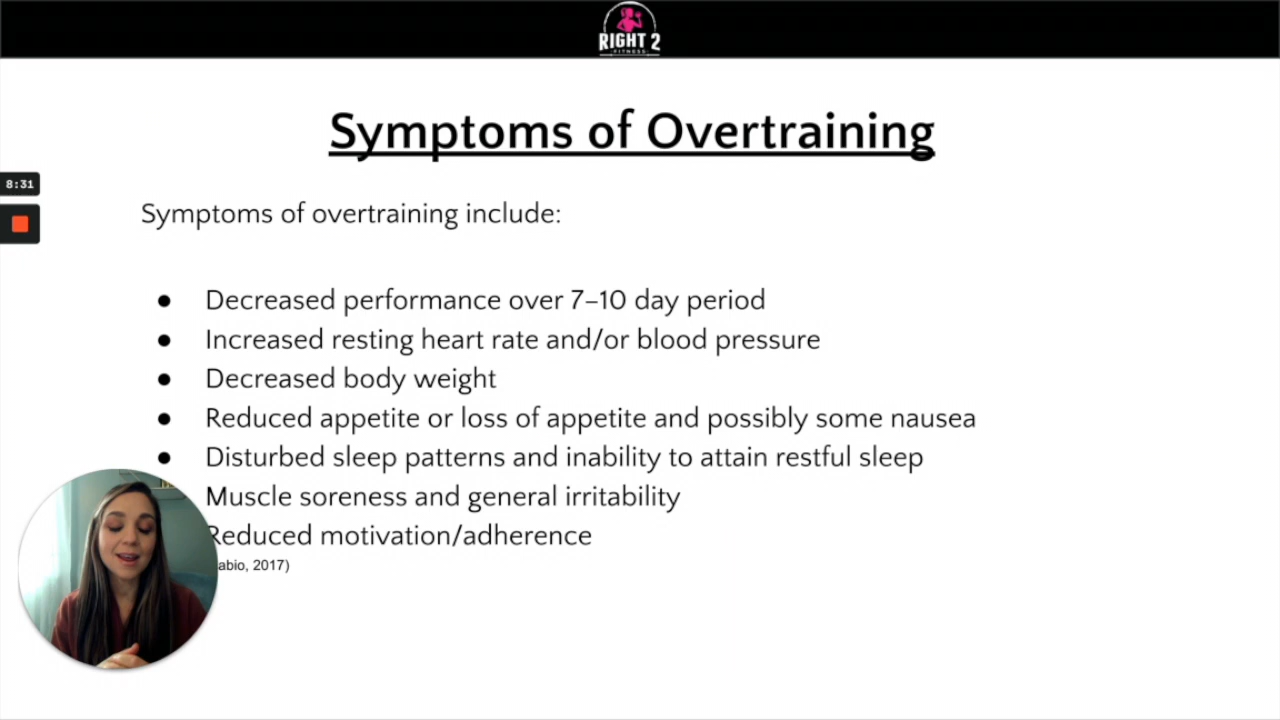 RIGHT 2
FITNESS
Symptoms of Overtraining
8:31
Symptoms of overtraining include:
● Decreased performance over 7–10 day period
● Increased resting heart rate and/or blood pressure
● Decreased body weight
● Reduced appetite or loss of appetite and possibly some nausea
● Disturbed sleep patterns and inability to attain restful sleep
Muscle soreness and general irritability
Reduced motivation/adherence
2017)